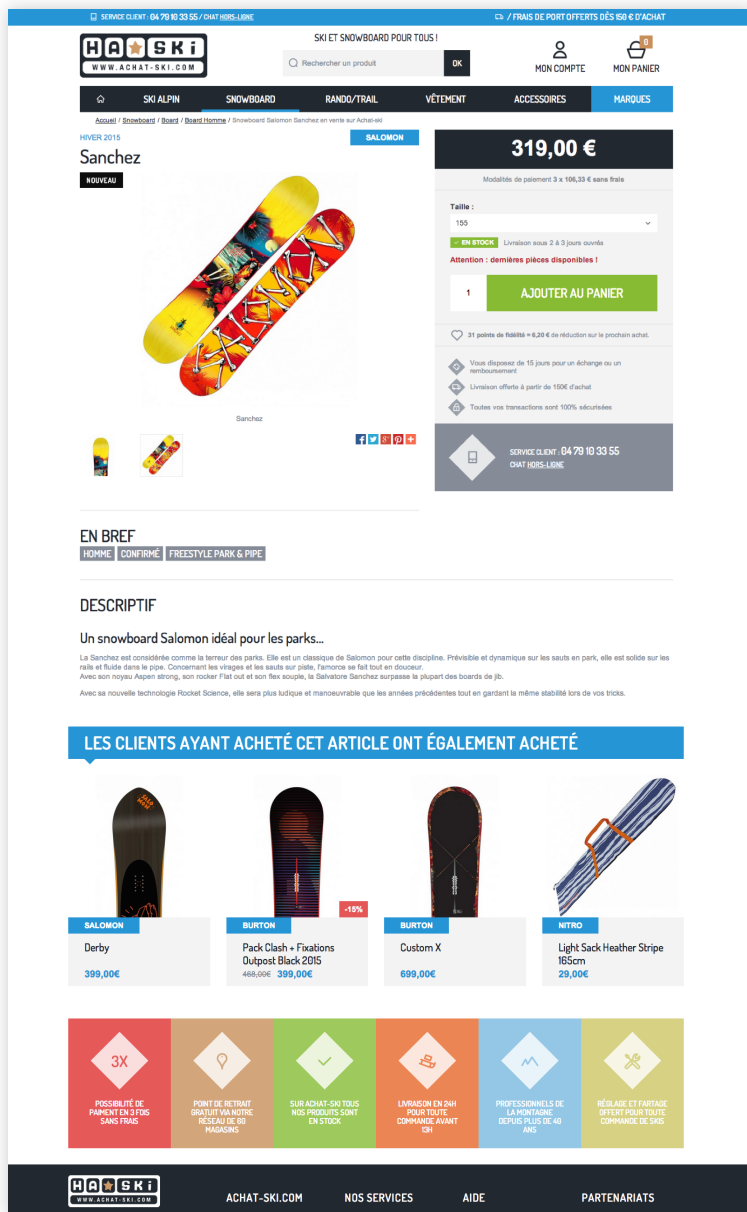 SERVICE CLIENT : 04 79 10 33 55 / CHAT HORS-LIGNE
/ FRAIS DE PORT OFFERTS DÈS 150 € D'ACHAT
HA SKi
WWW.ACHAT-SKI.COM
SKI ET SNOWBOARD POUR TOUS !
Rechercher un produit
OK
MON COMPTE
0
MON PANIER
SKI ALPIN
SNOWBOARD
RANDO/TRAIL
VÊTEMENT
ACCESSOIRES
MARQUES
Accueil / Snowboard / Board / Board Homme / Snowboard Salomon Sanchez en vente sur Achat-ski
HIVER 2015
SALOMON
Sanchez
NOUVEAU
Sanchez
319,00 €
Modalités de paiement 3 x 106,33 € sans frais
Taille :
155
EN STOCK Livraison sous 2 à 3 jours ouvrés
Attention : dernières pièces disponibles !
1
AJOUTER AU PANIER
31 points de fidélité = 6,20 € de réduction sur le prochain achat.
Vous disposez de 15 jours pour un échange ou un
remboursement
Livraison offerte à partir de 150€ d'achat
Toutes vos transactions sont 100% sécurisées
SERVICE CLIENT : 04 79 10 33 55
CHAT HORS-LIGNE
EN BREF
HOMME CONFIRMÉ FREESTYLE PARK & PIPE
DESCRIPTIF
Un snowboard Salomon idéal pour les parks...
La Sanchez est considérée comme la terreur des parks. Elle est un classique de Salomon pour cette discipline. Prévisible et dynamique sur les sauts en park, elle est solide sur les
rails et fluide dans le pipe. Concernant les virages et les sauts sur piste, l'amorce se fait tout en douceur.
Avec son noyau Aspen strong, son rocker Flat out et son flex souple, la Salvatore Sanchez surpasse la plupart des boards de jib.
Avec sa nouvelle technologie Rocket Science, elle sera plus ludique et manoeuvrable que les années précédentes tout en gardant la même stabilité lors de vos tricks.
LES CLIENTS AYANT ACHETÉ CET ARTICLE ONT ÉGALEMENT ACHETÉ
SALOMON
SALOMON
Derby
399,00€
-15%
BURTON
Pack Clash + Fixations
Outpost Black 2015
468,00€ 399,00€
BURTON
Custom X
699,00€
NITRO
Light Sack Heather Stripe
165cm
29,00€
3X
POSSIBILITÉ DE
PAIMENT EN 3 FOIS
SANS FRAIS
POINT DE RETRAIT
GRATUIT VIA NOTRE
RÉSEAU DE 60
MAGASINS
SUR ACHAT-SKI TOUS
NOS PRODUITS SONT
EN STOCK
LIVRAISON EN 24H
POUR TOUTE
COMMANDE AVANT
13H
PROFESSIONNELS DE
LA MONTAGNE
DEPUIS PLUS DE 40
ANS
RÉGLAGE ET FARTAGE
OFFERT POUR TOUTE
COMMANDE DE SKIS
HA SKi
WWW.ACHAT-SKI.COM
ACHAT-SKI.COM
NOS SERVICES
AIDE
PARTENARIATS